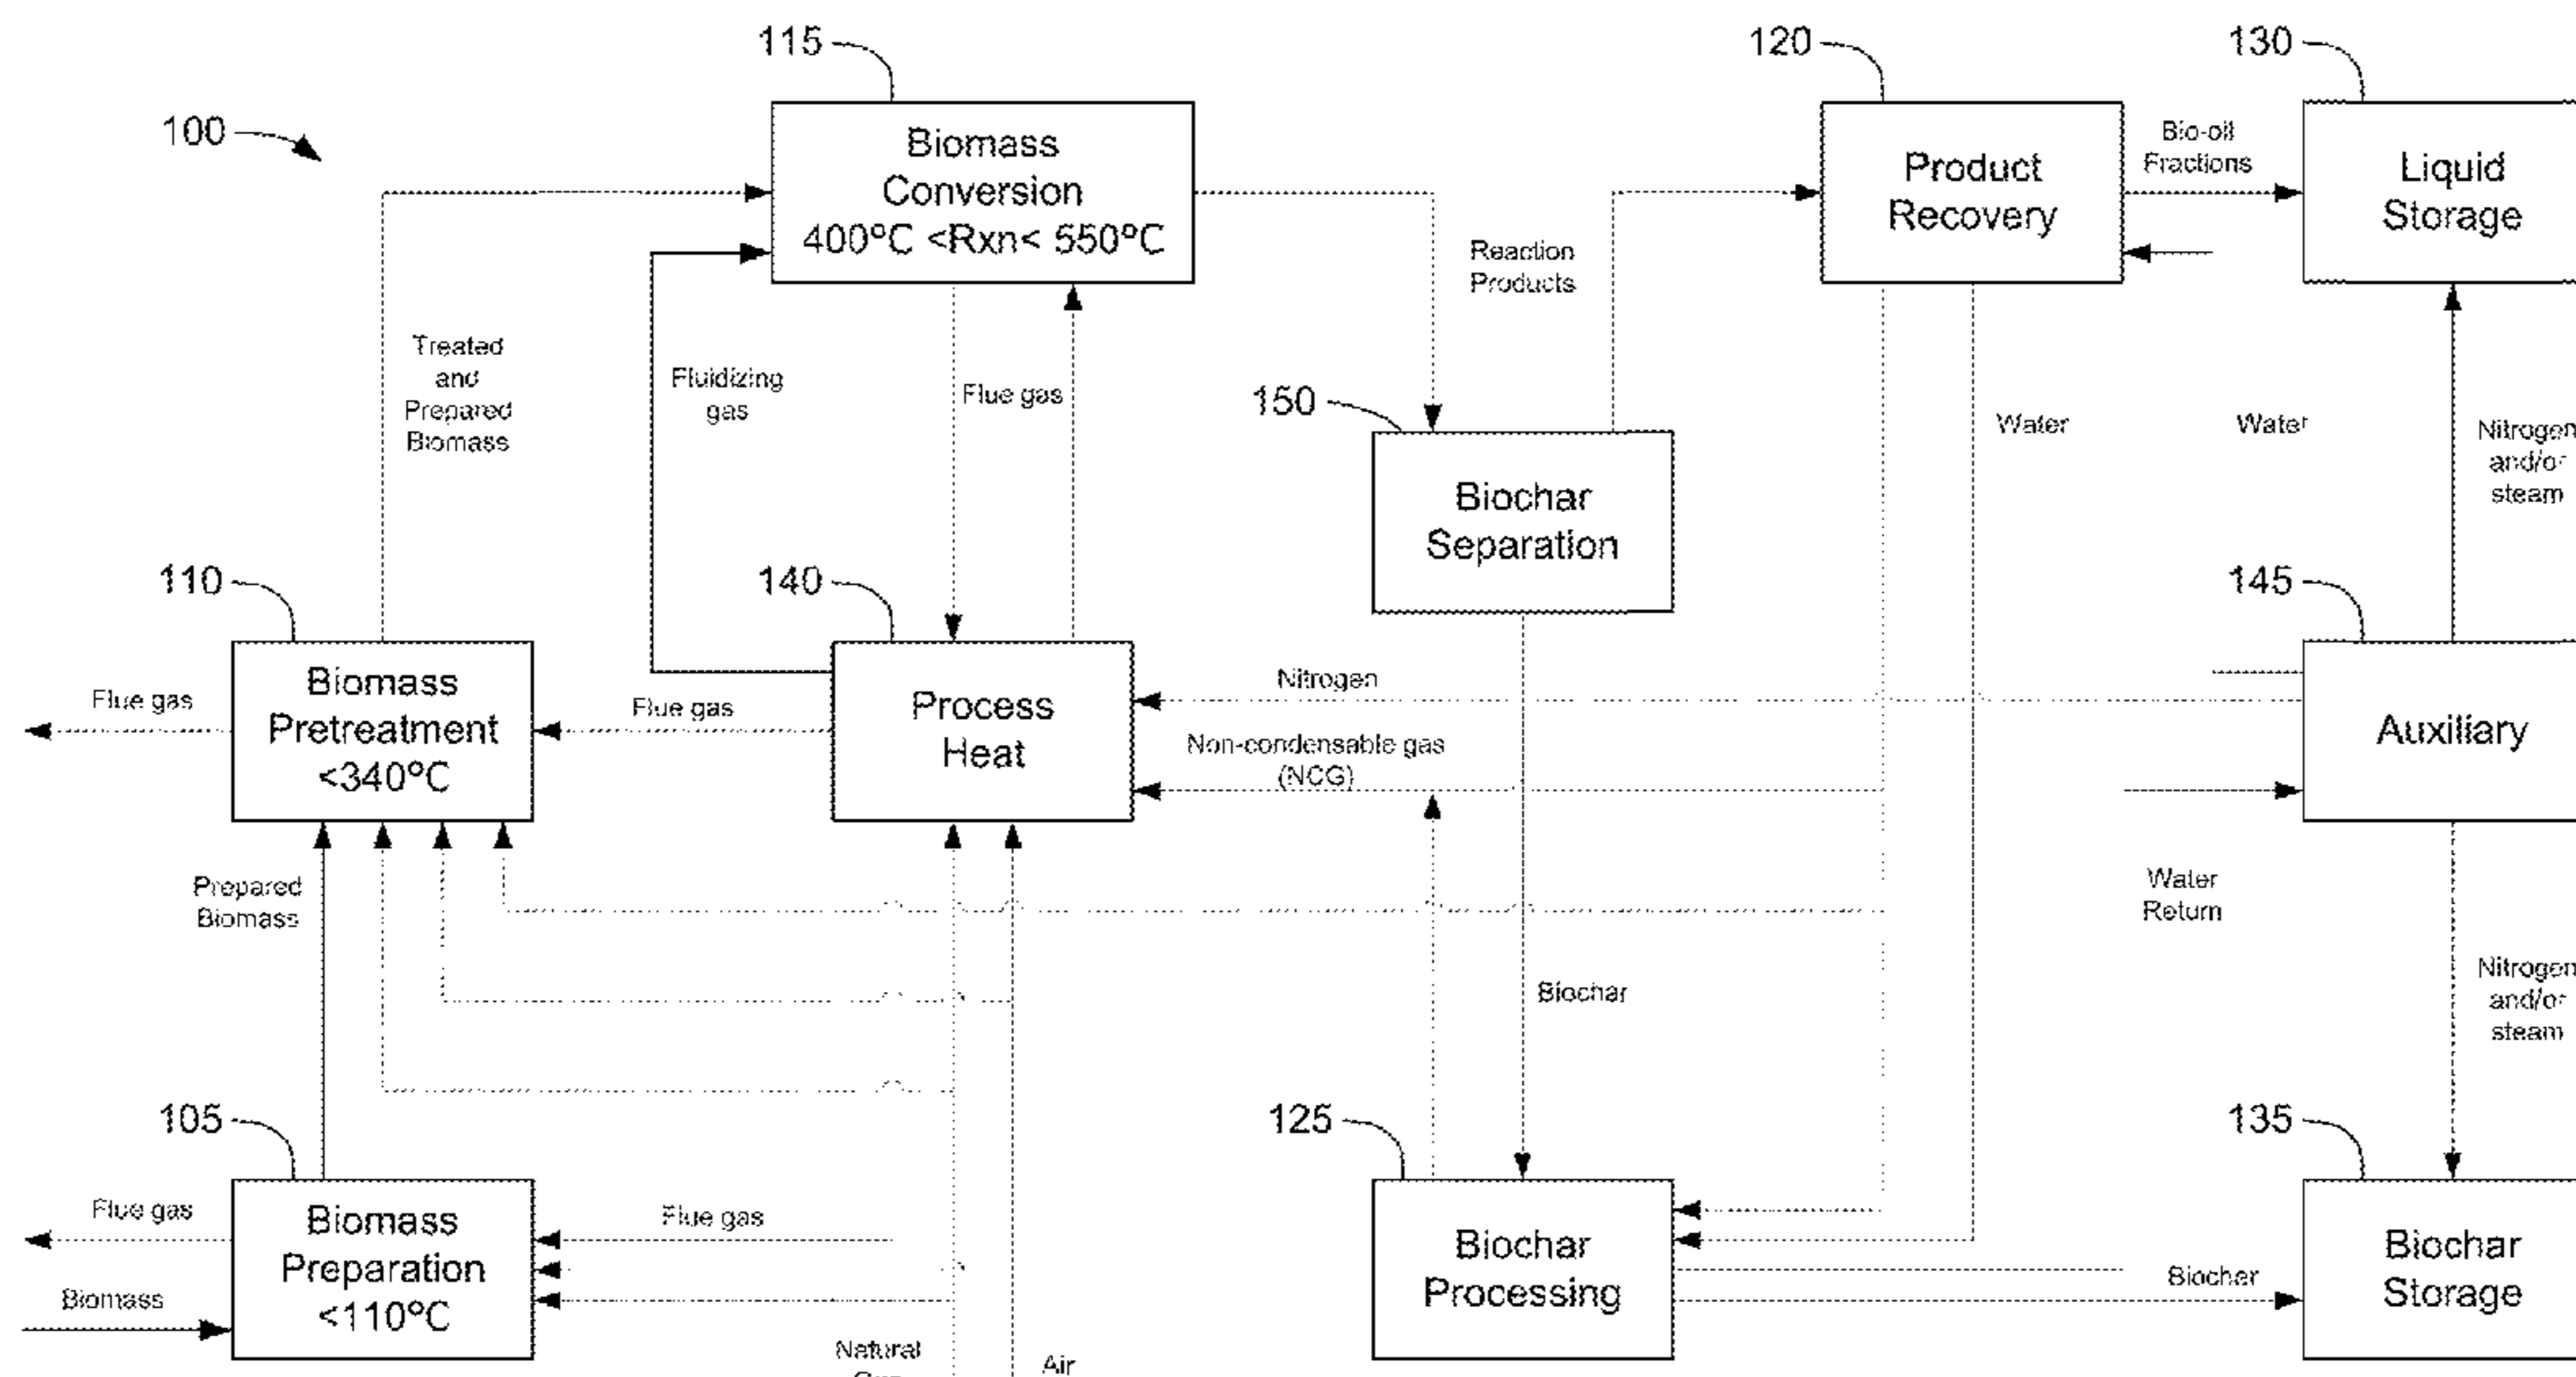 115
120
130
100
Biomass
Conversion
400°C <Rxn< 550°C
Product
Recovery
Bio-oil
Fractions
Liquid
Storage
Reaction
Products
Treated
and
Prepared
Biomass
Fluidizing
gas
Flue gas
150
Water
Water
Nitrogen
and/or
steam
Biochar
Separation
110
140
145
Flue gas
Biomass
Pretreatment
<340°C
Flue gas
Process
Heat
Nitrogen
Non-condensable gas
(NCG)
Auxiliary
Prepared
Biomass
Water
Return
Biochar
Nitrogen
and/or
steam
105
125
135
Flue gas
Biomass
Biomass
Preparation
<110°C
Flue gas
Biochar
Processing
Biochar
Biochar
Storage
Natural
Air